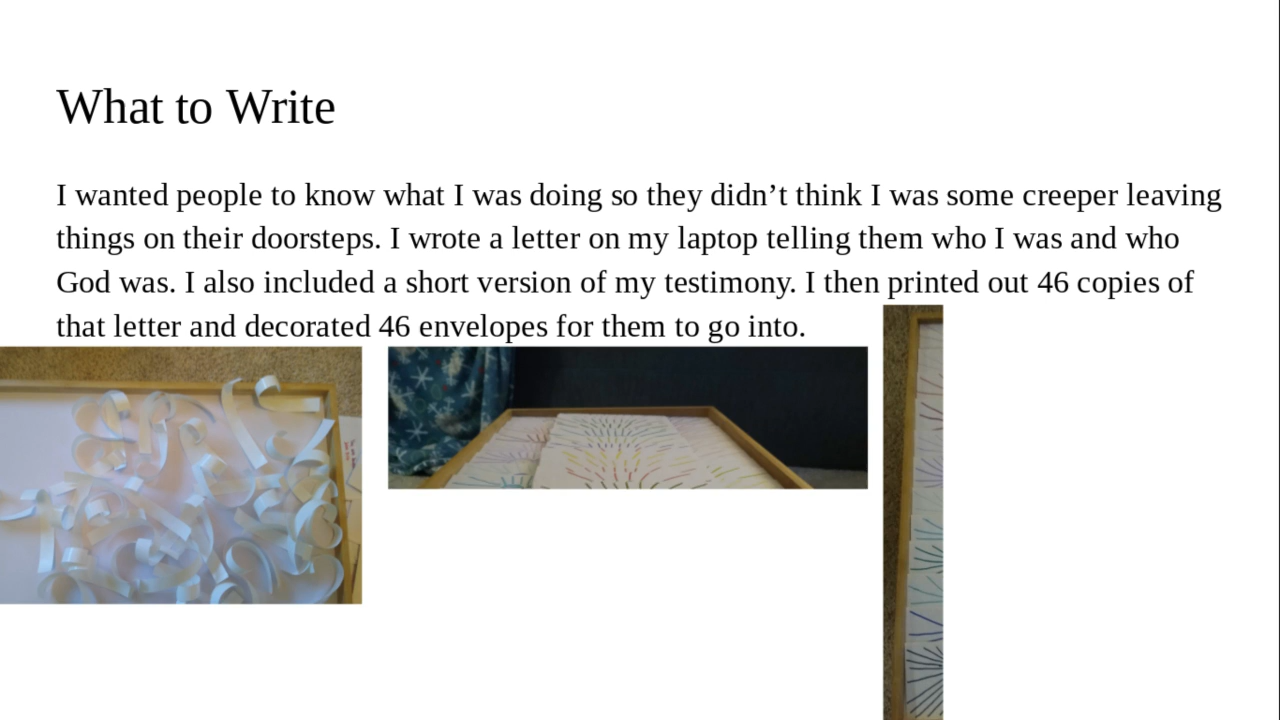 What to Write
I wanted people to know what I was doing so they didn’t think I was some creeper leaving
things on their doorsteps. I wrote a letter on my laptop telling them who I was and who
God was. I also included a short version of my testimony. I then printed out 46 copies of
that letter and decorated 46 envelopes for them to go into.